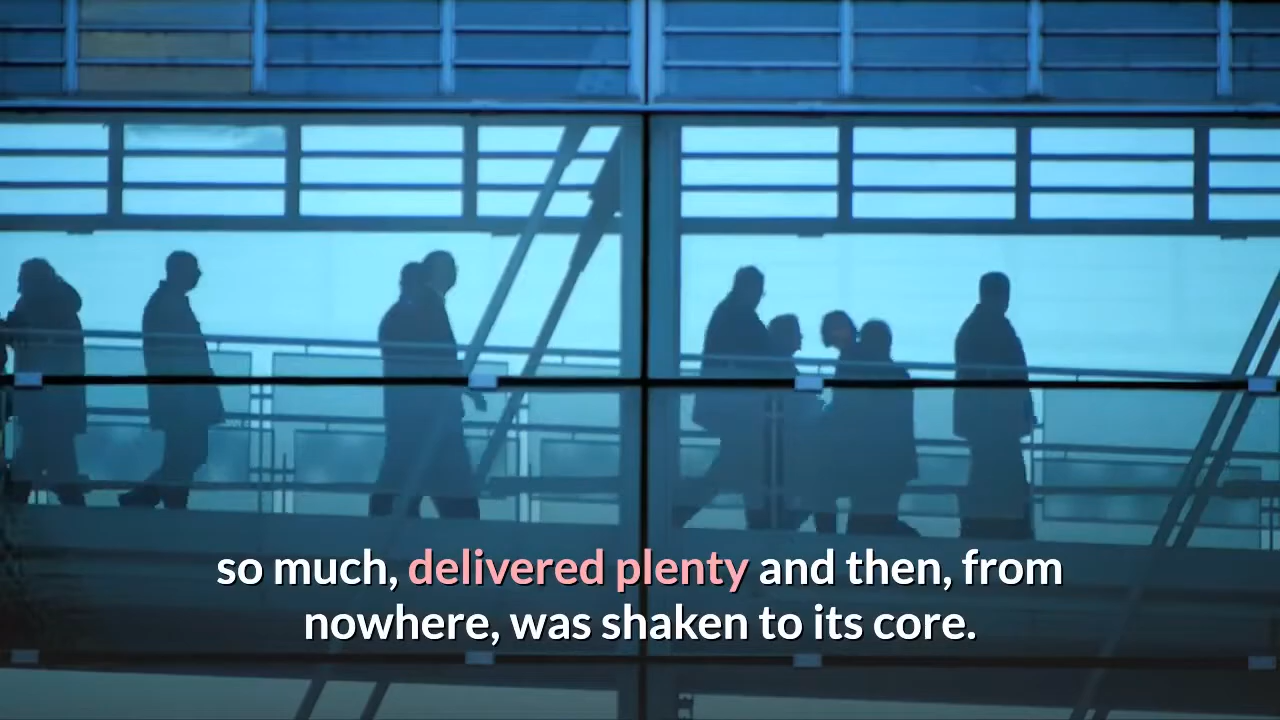 so much, delivered plenty and then, from
nowhere, was shaken to its core.